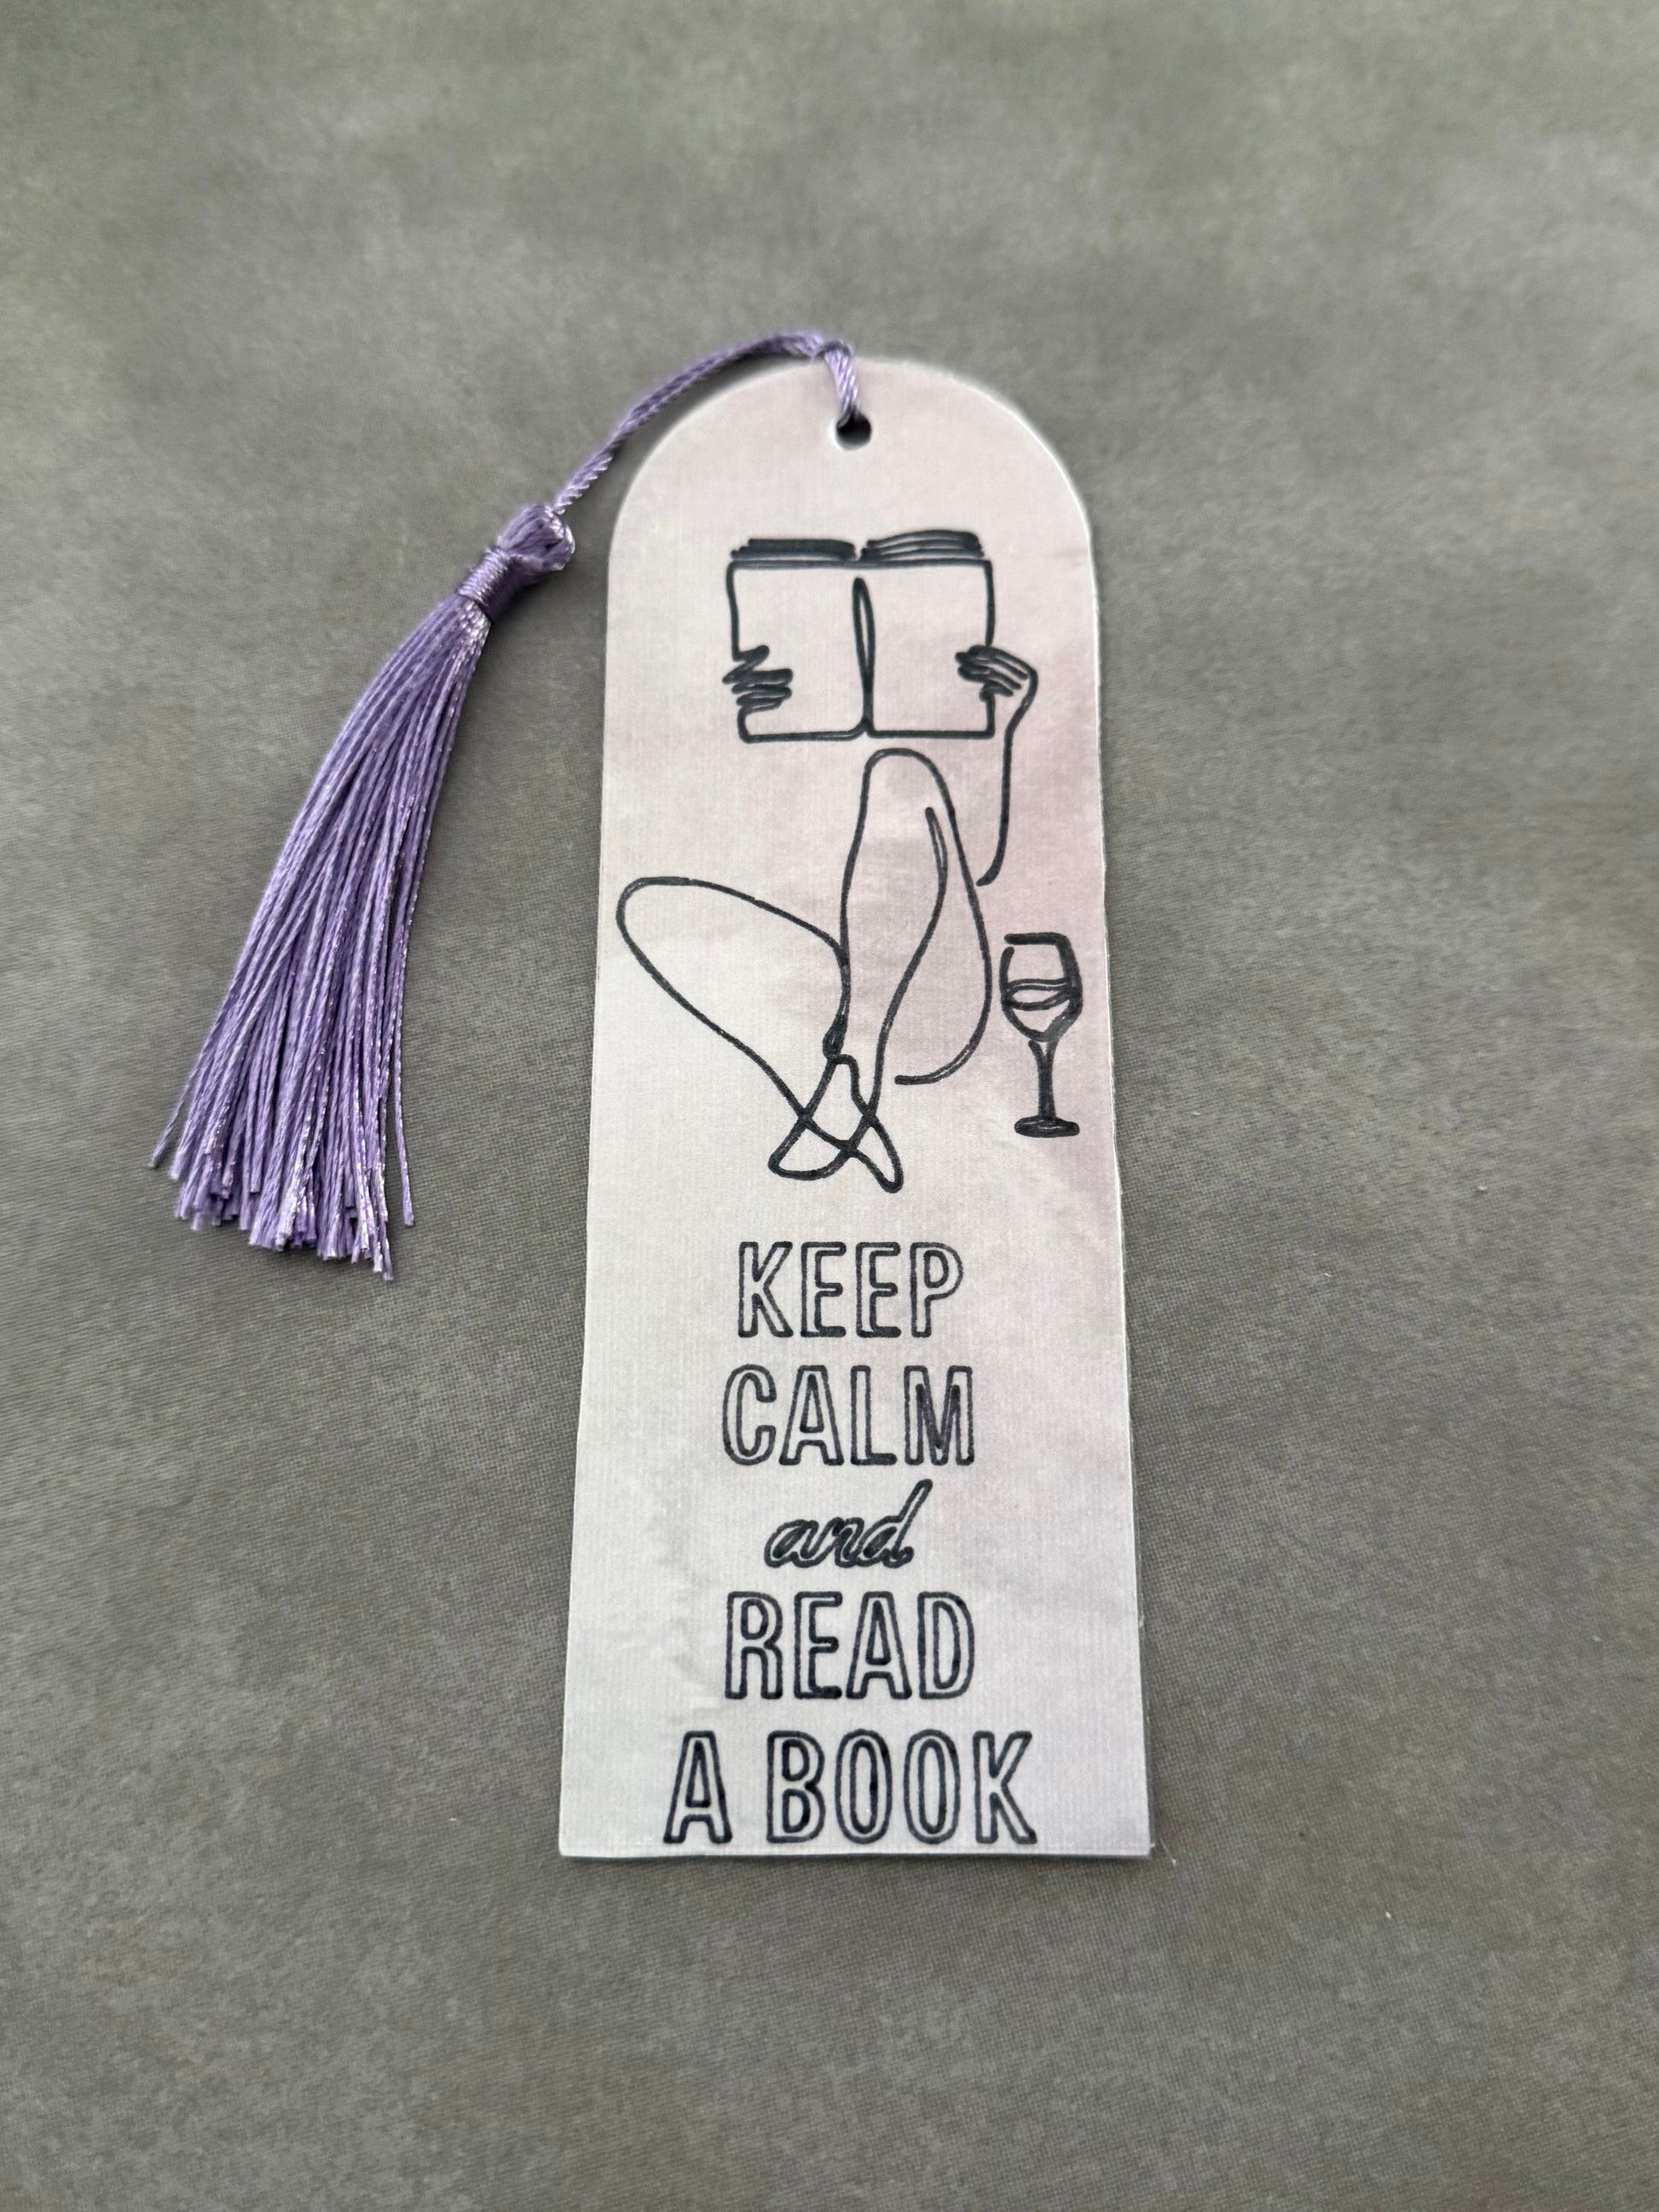 KEEP
CALM
and
READ
A BOOK